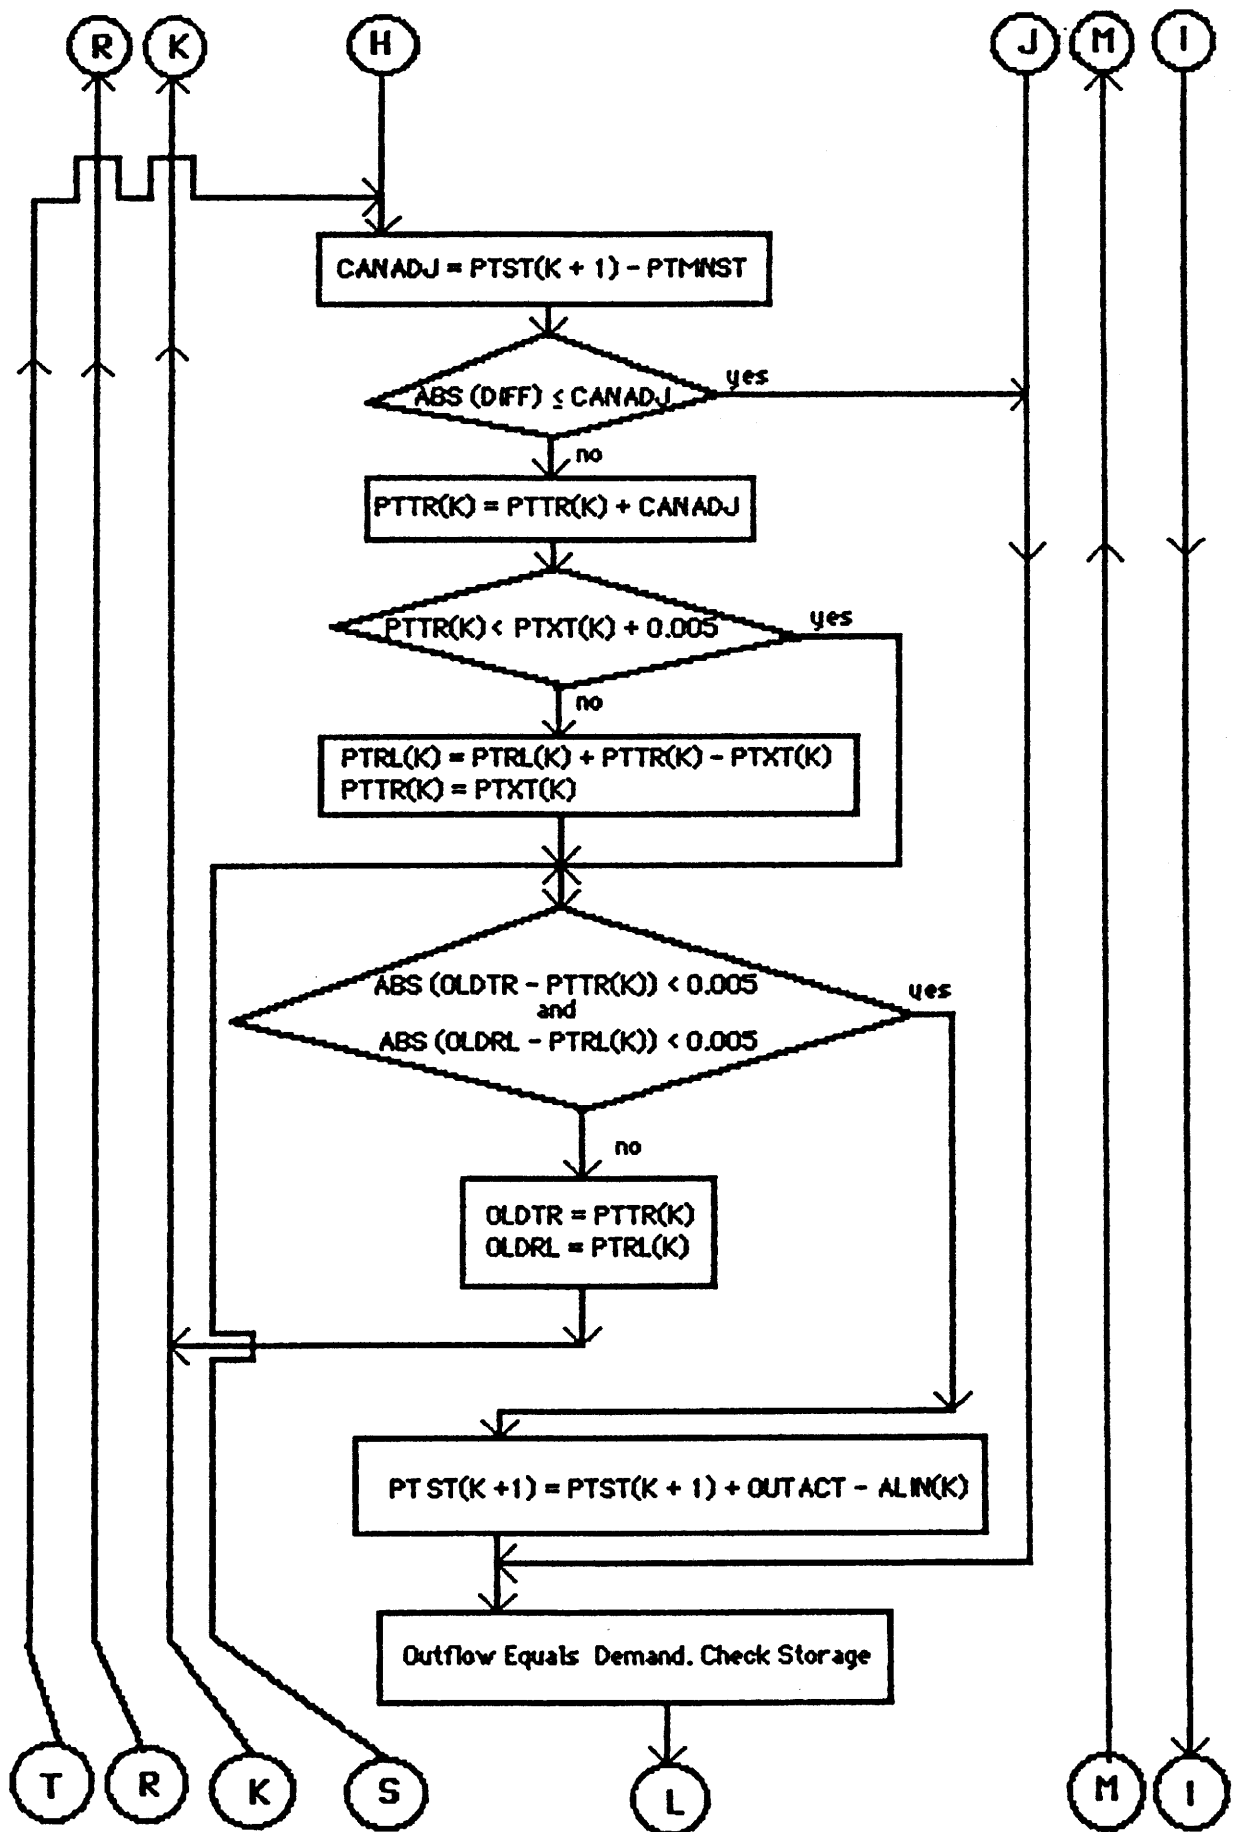 R K H J M I
CANADJ = PTST(K + 1) - PTMNST
ABS (DIFF) ≤ CANADJ
yes
no
PTTR(K) = PTTR(K) + CANADJ
PTTR(K) < PTXT(K) + 0.005
yes
no
PTRL(K) = PTRL(K) + PTTR(K) - PTXT(K)
PTTR(K) = PTXT(K)
ABS (OLDTR - PTTR(K)) < 0.005
and
ABS (OLDRL - PTRL(K)) < 0.005
yes
no
OLDTR = PTTR(K)
OLDRL = PTRL(K)
PT ST(K +1) = PTST(K + 1) + OUTACT - ALIN(K)
Outflow Equals Demand. Check Storage
T R K S L M I